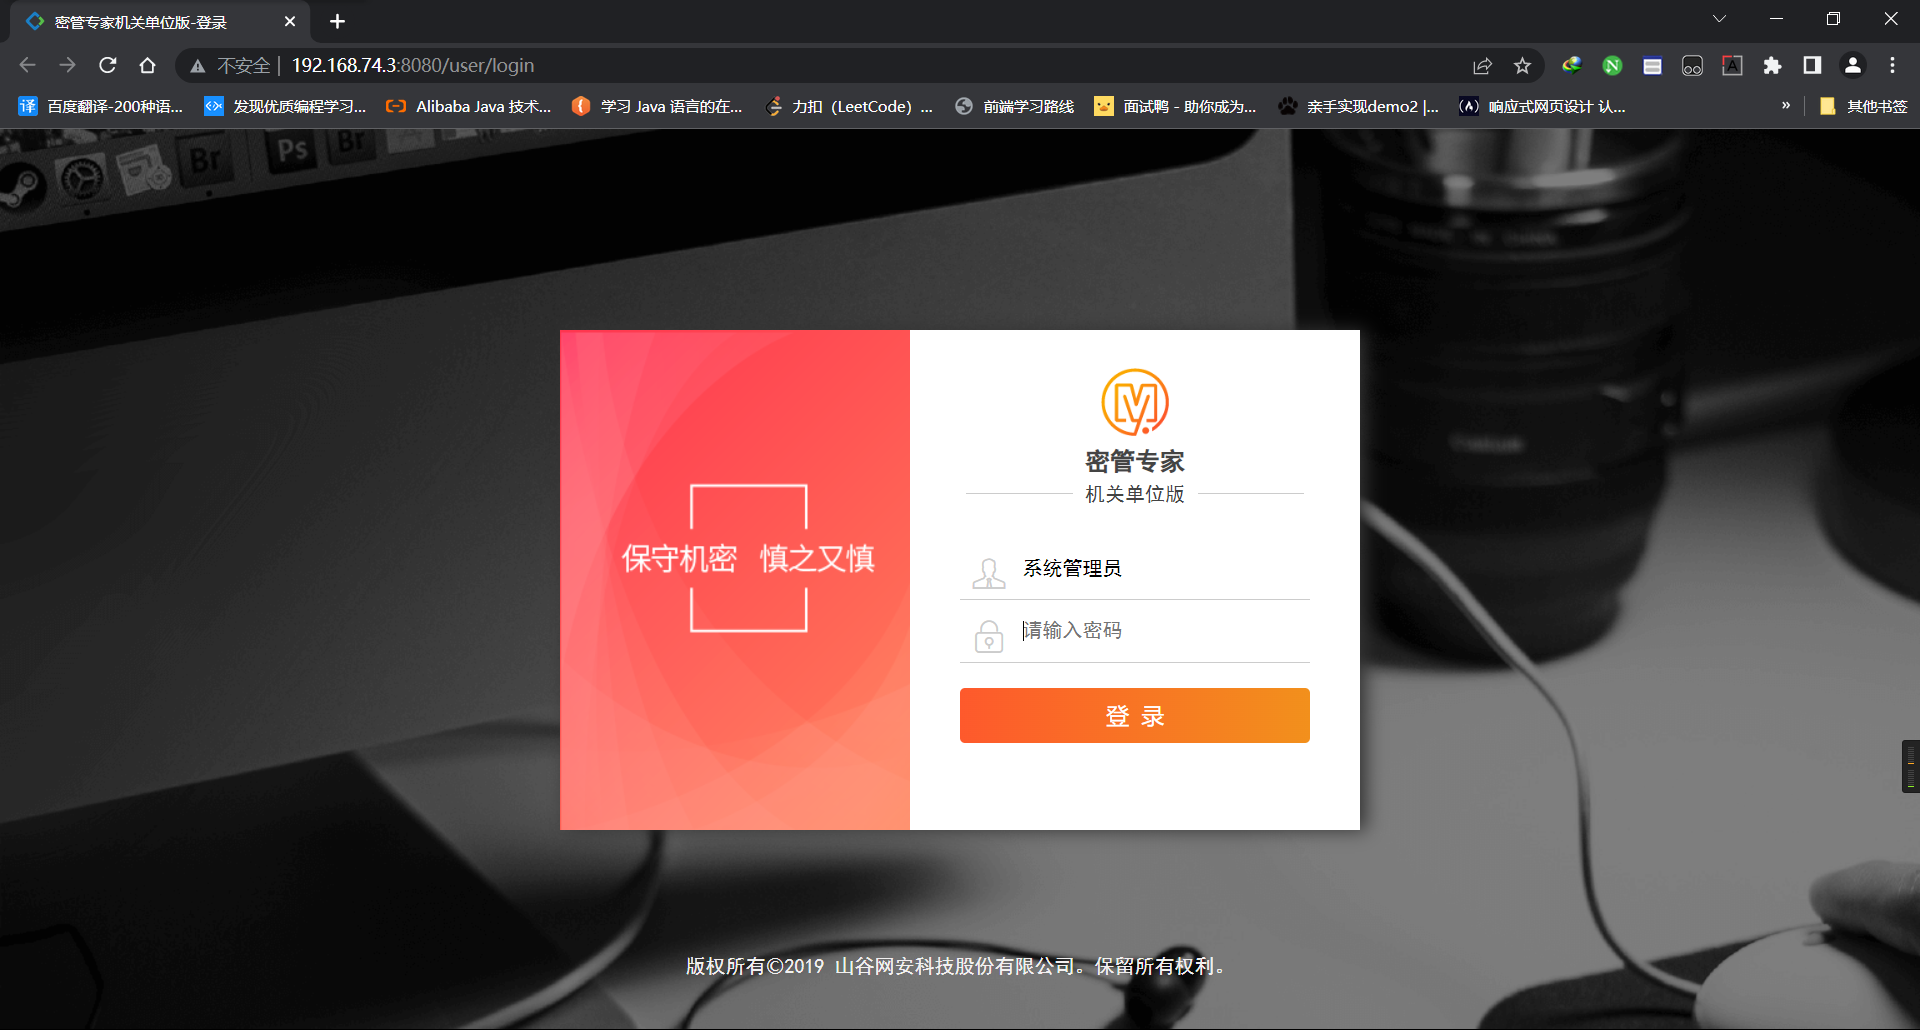 密管专家机关单位版-登录
不安全 | 192.168.74.3:8080/user/login
译 百度翻译-200种语... 发现优质编程学习... Alibaba Java 技术... 学习 Java 语言的在... 力扣（LeetCode）... 前端学习路线 面试鸭 - 助你成为... 亲手实现demo2 |... 响应式网页设计 认... » 其他书签
Br Ps Br
密管专家
机关单位版
保守机密 慎之又慎
系统管理员
请输入密码
登 录
版权所有©2019 山谷网安科技股份有限公司。保留所有权利。